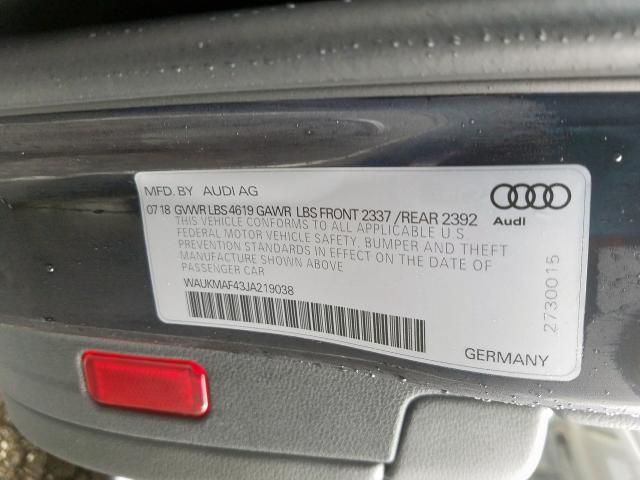 MFD. BY AUDI AG
07 18 GVWR LBS 4619 GAWR LBS FRONT 2337 /REAR 2392
THIS VEHICLE CONFORMS TO ALL APPLICABLE U.S
FEDERAL MOTOR VEHICLE SAFETY, BUMPER AND THEFT
PREVENTION STANDARDS IN EFFECT ON THE DATE OF
MANUFACTURE SHOWN ABOVE
PASSENGER CAR
WAUKMAF43JA219038
Audi
2730015
GERMANY